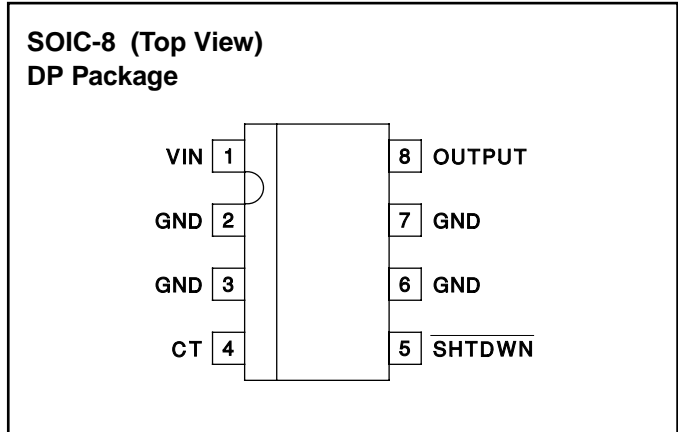 SOIC-8 (Top View)
DP Package
VIN 1 8 OUTPUT
GND 2 7 GND
GND 3 6 GND
CT 4 5 SHTDWN